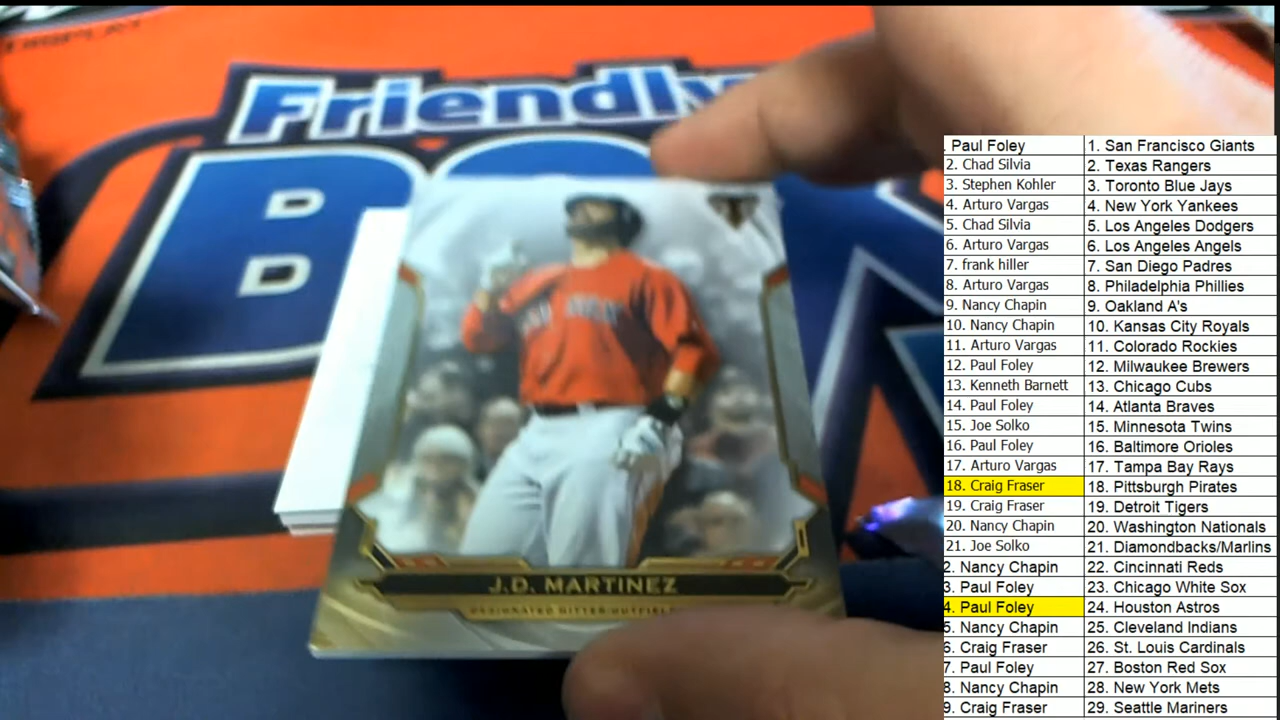 Friendly
J.D. MARTINEZ
DESIGNATED HITTER/OUTFIEL
. Paul Foley 1. San Francisco Giants
2. Chad Silvia 2. Texas Rangers
3. Stephen Kohler 3. Toronto Blue Jays
4. Arturo Vargas 4. New York Yankees
5. Chad Silvia 5. Los Angeles Dodgers
6. Arturo Vargas 6. Los Angeles Angels
7. frank hiller 7. San Diego Padres
8. Arturo Vargas 8. Philadelphia Phillies
9. Nancy Chapin 9. Oakland A's
10. Nancy Chapin 10. Kansas City Royals
11. Arturo Vargas 11. Colorado Rockies
12. Paul Foley 12. Milwaukee Brewers
13. Kenneth Barnett 13. Chicago Cubs
14. Paul Foley 14. Atlanta Braves
15. Joe Solko 15. Minnesota Twins
16. Paul Foley 16. Baltimore Orioles
17. Arturo Vargas 17. Tampa Bay Rays
18. Craig Fraser 18. Pittsburgh Pirates
19. Craig Fraser 19. Detroit Tigers
20. Nancy Chapin 20. Washington Nationals
21. Joe Solko 21. Diamondbacks/Marlins
2. Nancy Chapin 22. Cincinnati Reds
3. Paul Foley 23. Chicago White Sox
4. Paul Foley 24. Houston Astros
5. Nancy Chapin 25. Cleveland Indians
6. Craig Fraser 26. St. Louis Cardinals
7. Paul Foley 27. Boston Red Sox
8. Nancy Chapin 28. New York Mets
9. Craig Fraser 29. Seattle Mariners